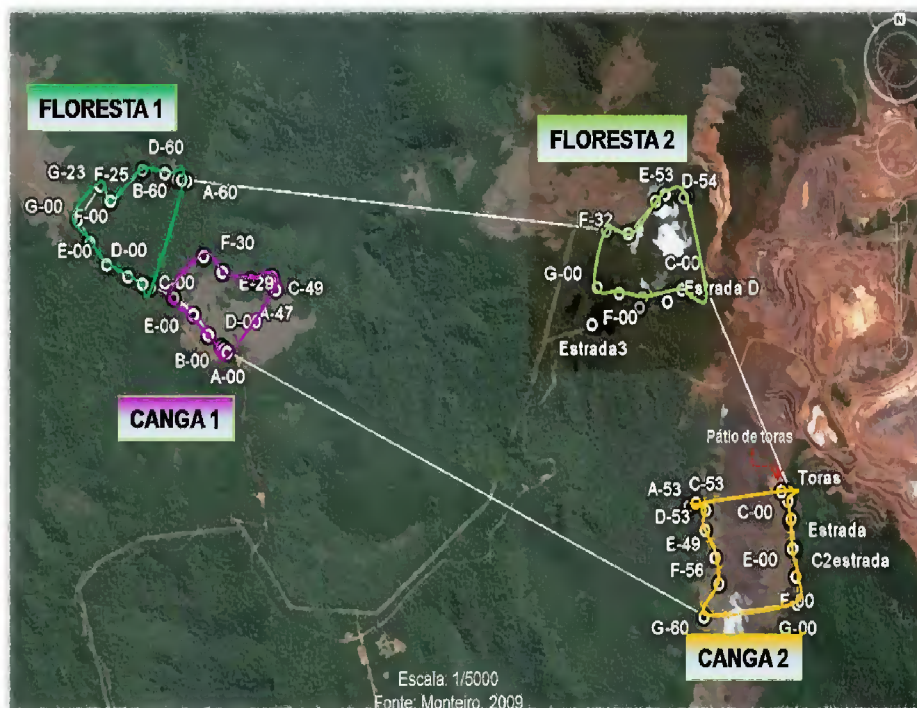 N
FLORESTA 1
D-60
G-23
F-25
B-60
A-60
G-00
F-00
E-00
D-00
C-00
F-30
E-29
C-49
A-47
E-00
D-00
B-00
A-00
CANGA 1
FLORESTA 2
E-53
D-54
F-32
C-00
G-00
Estrada D
F-00
Estrada3
Pátio de toras
Toras
C-53
A-53
C-00
D-53
Estrada
E-49
E-00
C2estrada
F-56
F-00
G-60
G-00
CANGA 2
Escala: 1/5000
Fonte: Monteiro, 2009